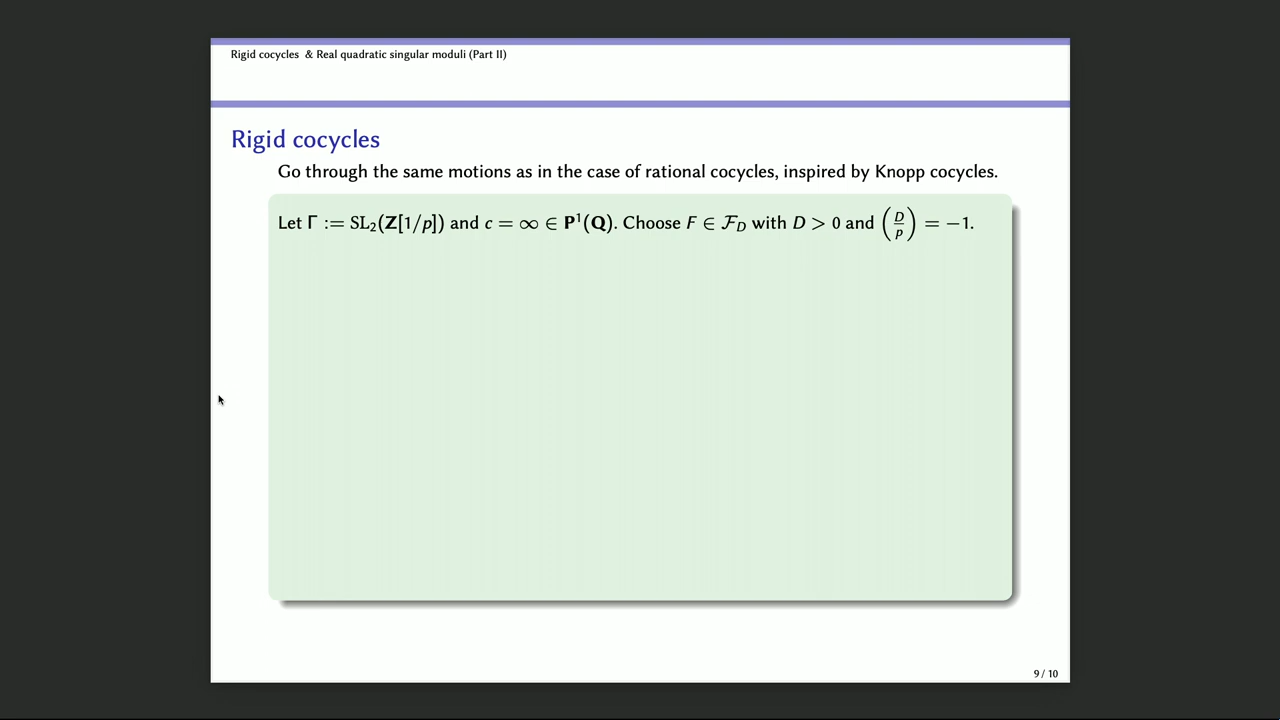 Rigid cocycles & Real quadratic singular moduli (Part II)
Rigid cocycles
Go through the same motions as in the case of rational cocycles, inspired by Knopp cocycles.
Let Γ := SL₂(Z[1/p]) and c = ∞ ∈ P¹(Q). Choose F ∈ ℱ_D with D > 0 and (D/p) = −1.
9 / 10